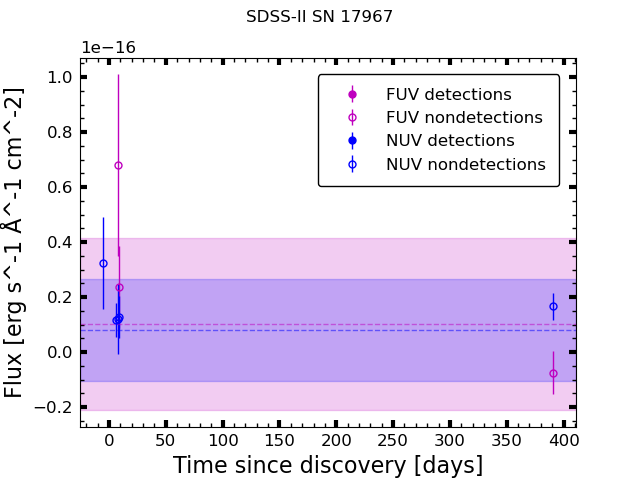 SDSS-II SN 17967
1e−16
FUV detections
FUV nondetections
NUV detections
NUV nondetections
1.0
0.8
0.6
0.4
0.2
0.0
−0.2
Flux [erg s^-1 Å^-1 cm^-2]
0 50 100 150 200 250 300 350 400
Time since discovery [days]